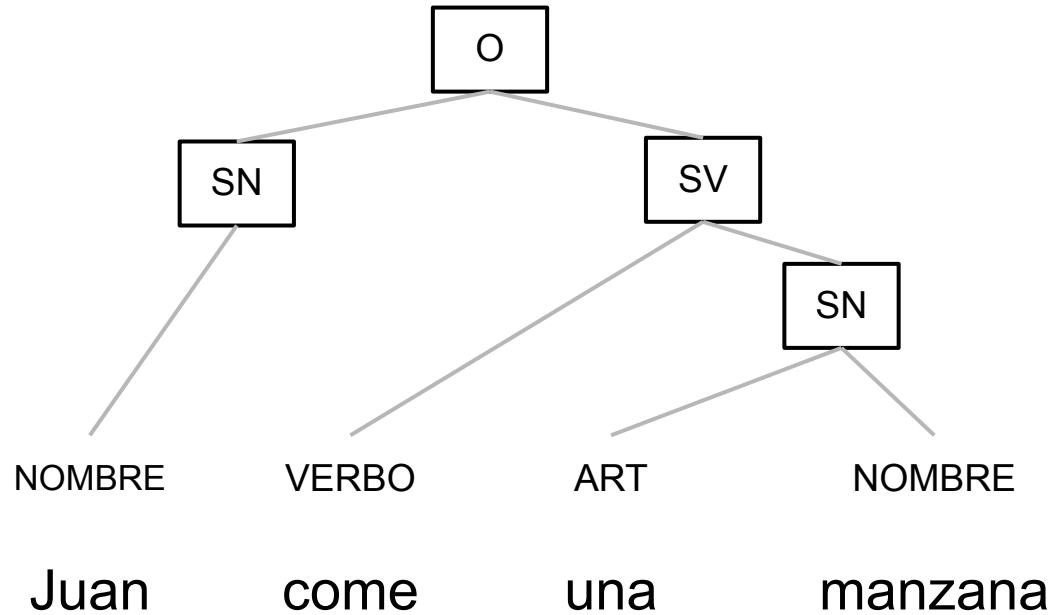 O
SN SV
SN
NOMBRE VERBO ART NOMBRE
Juan come una manzana